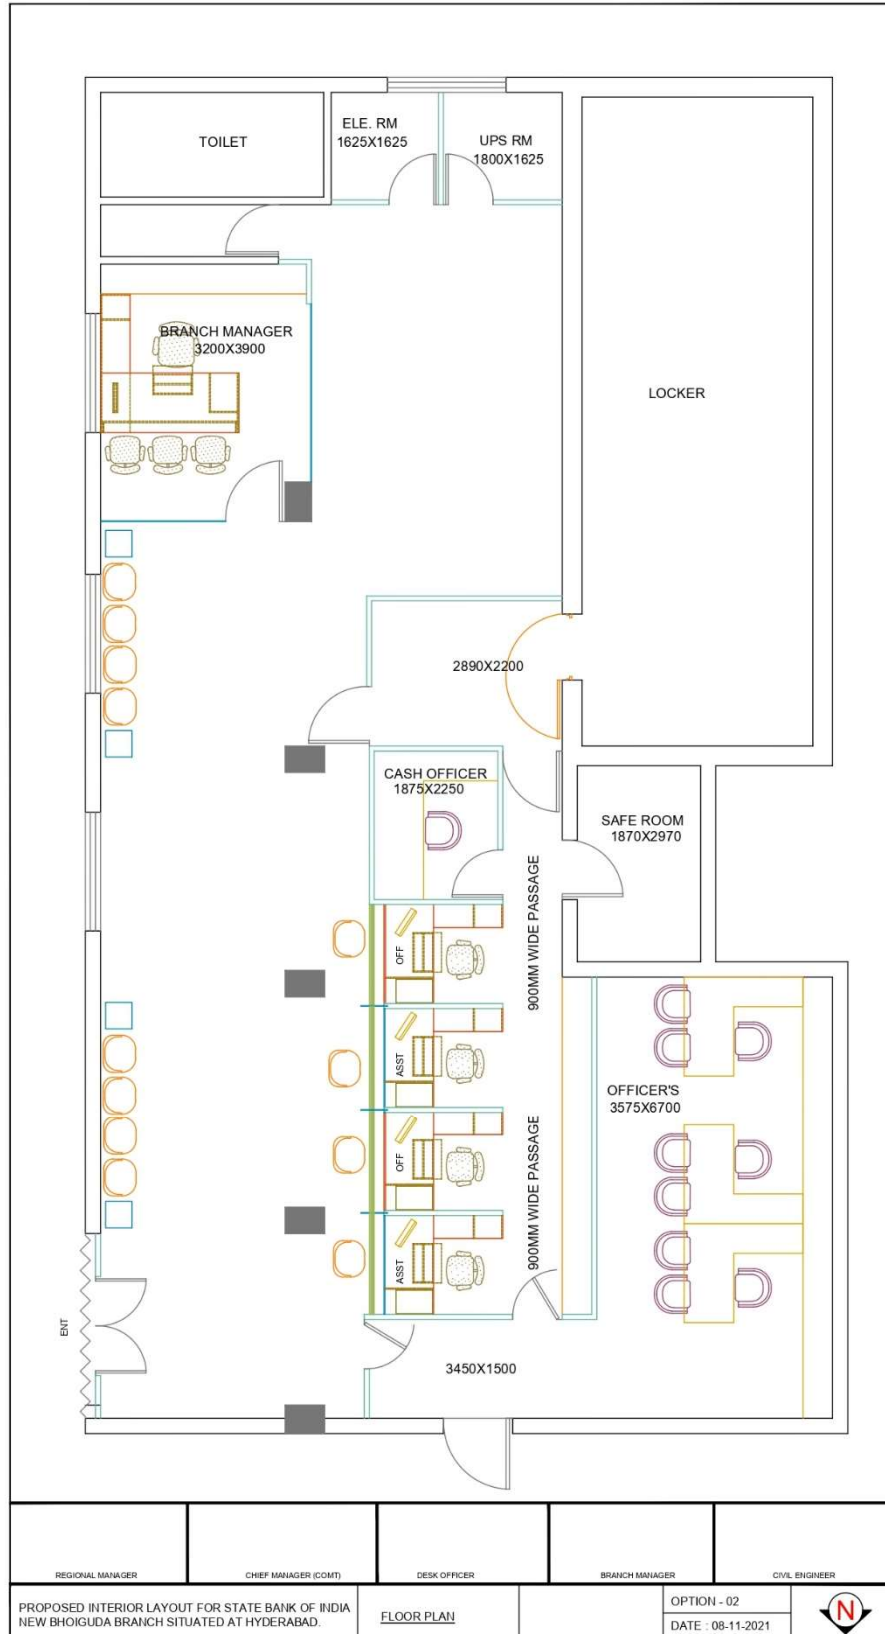 TOILET
ELE. RM
1625X1625
UPS RM
1800X1625
BRANCH MANAGER
3200X3900
LOCKER
2890X2200
CASH OFFICER
1875X2250
SAFE ROOM
1870X2970
900MM WIDE PASSAGE
OFF
ASST
OFFICER'S
3575X6700
OFF
900MM WIDE PASSAGE
ASST
ENT
3450X1500
REGIONAL MANAGER
CHIEF MANAGER (COMT)
DESK OFFICER
BRANCH MANAGER
CIVIL ENGINEER
PROPOSED INTERIOR LAYOUT FOR STATE BANK OF INDIA
NEW BHOIGUDA BRANCH SITUATED AT HYDERABAD.
FLOOR PLAN
OPTION - 02
DATE : 08-11-2021
N